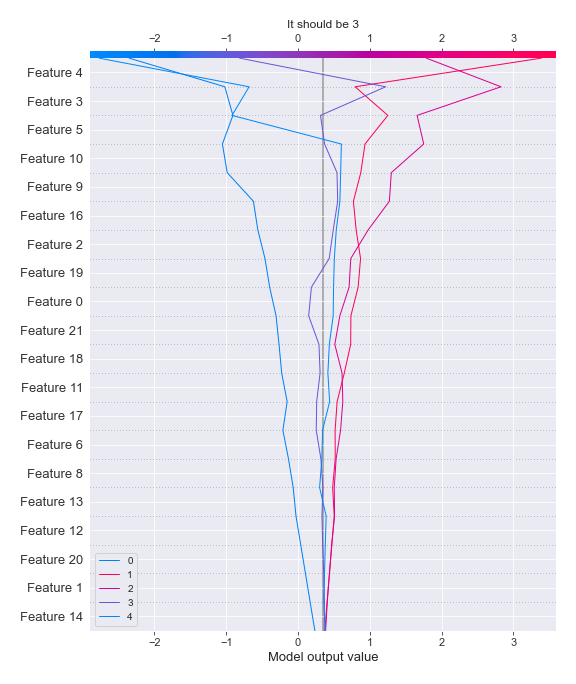 It should be 3
−2 −1 0 1 2 3
Feature 4
Feature 3
Feature 5
Feature 10
Feature 9
Feature 16
Feature 2
Feature 19
Feature 0
Feature 21
Feature 18
Feature 11
Feature 17
Feature 6
Feature 8
Feature 13
Feature 12
Feature 20
Feature 1
Feature 14
0
1
2
3
4
−2 −1 0 1 2 3
Model output value